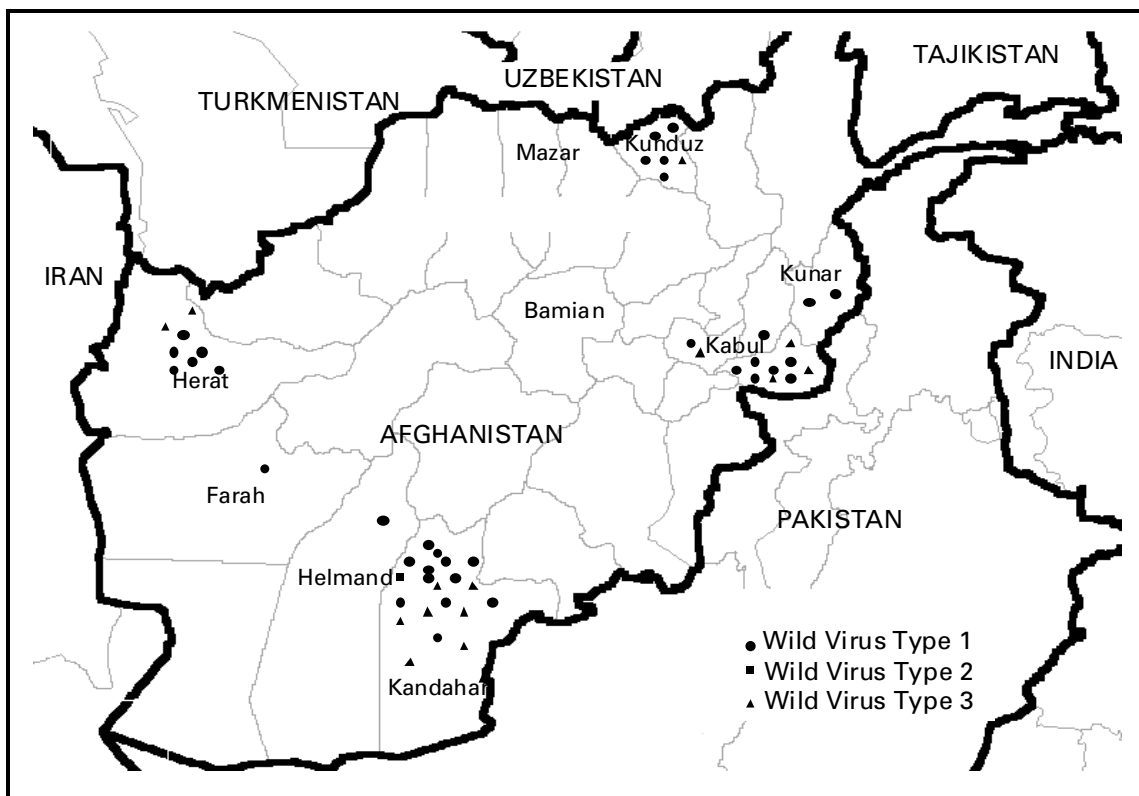 TAJIKISTAN
UZBEKISTAN
TURKMENISTAN
Kunduz
Mazar
IRAN
Kunar
Bamian
Kabul
INDIA
Herat
AFGHANISTAN
Farah
PAKISTAN
Helmand
Wild Virus Type 1
Wild Virus Type 2
Kandahar
Wild Virus Type 3